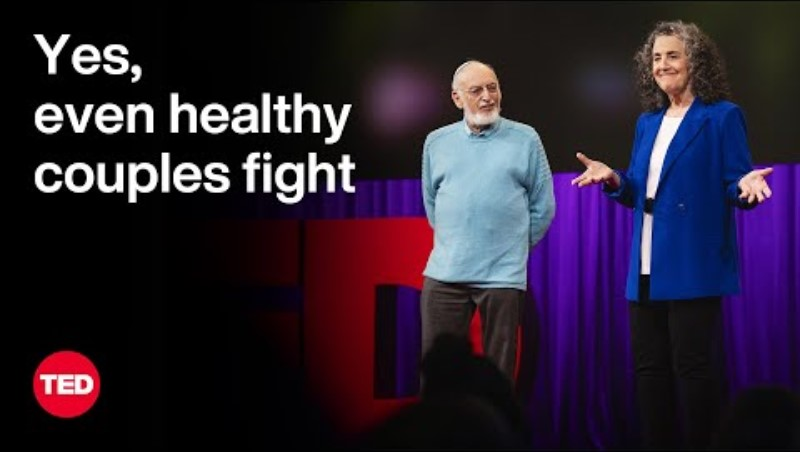 Yes,
even healthy
couples fight
D
TED